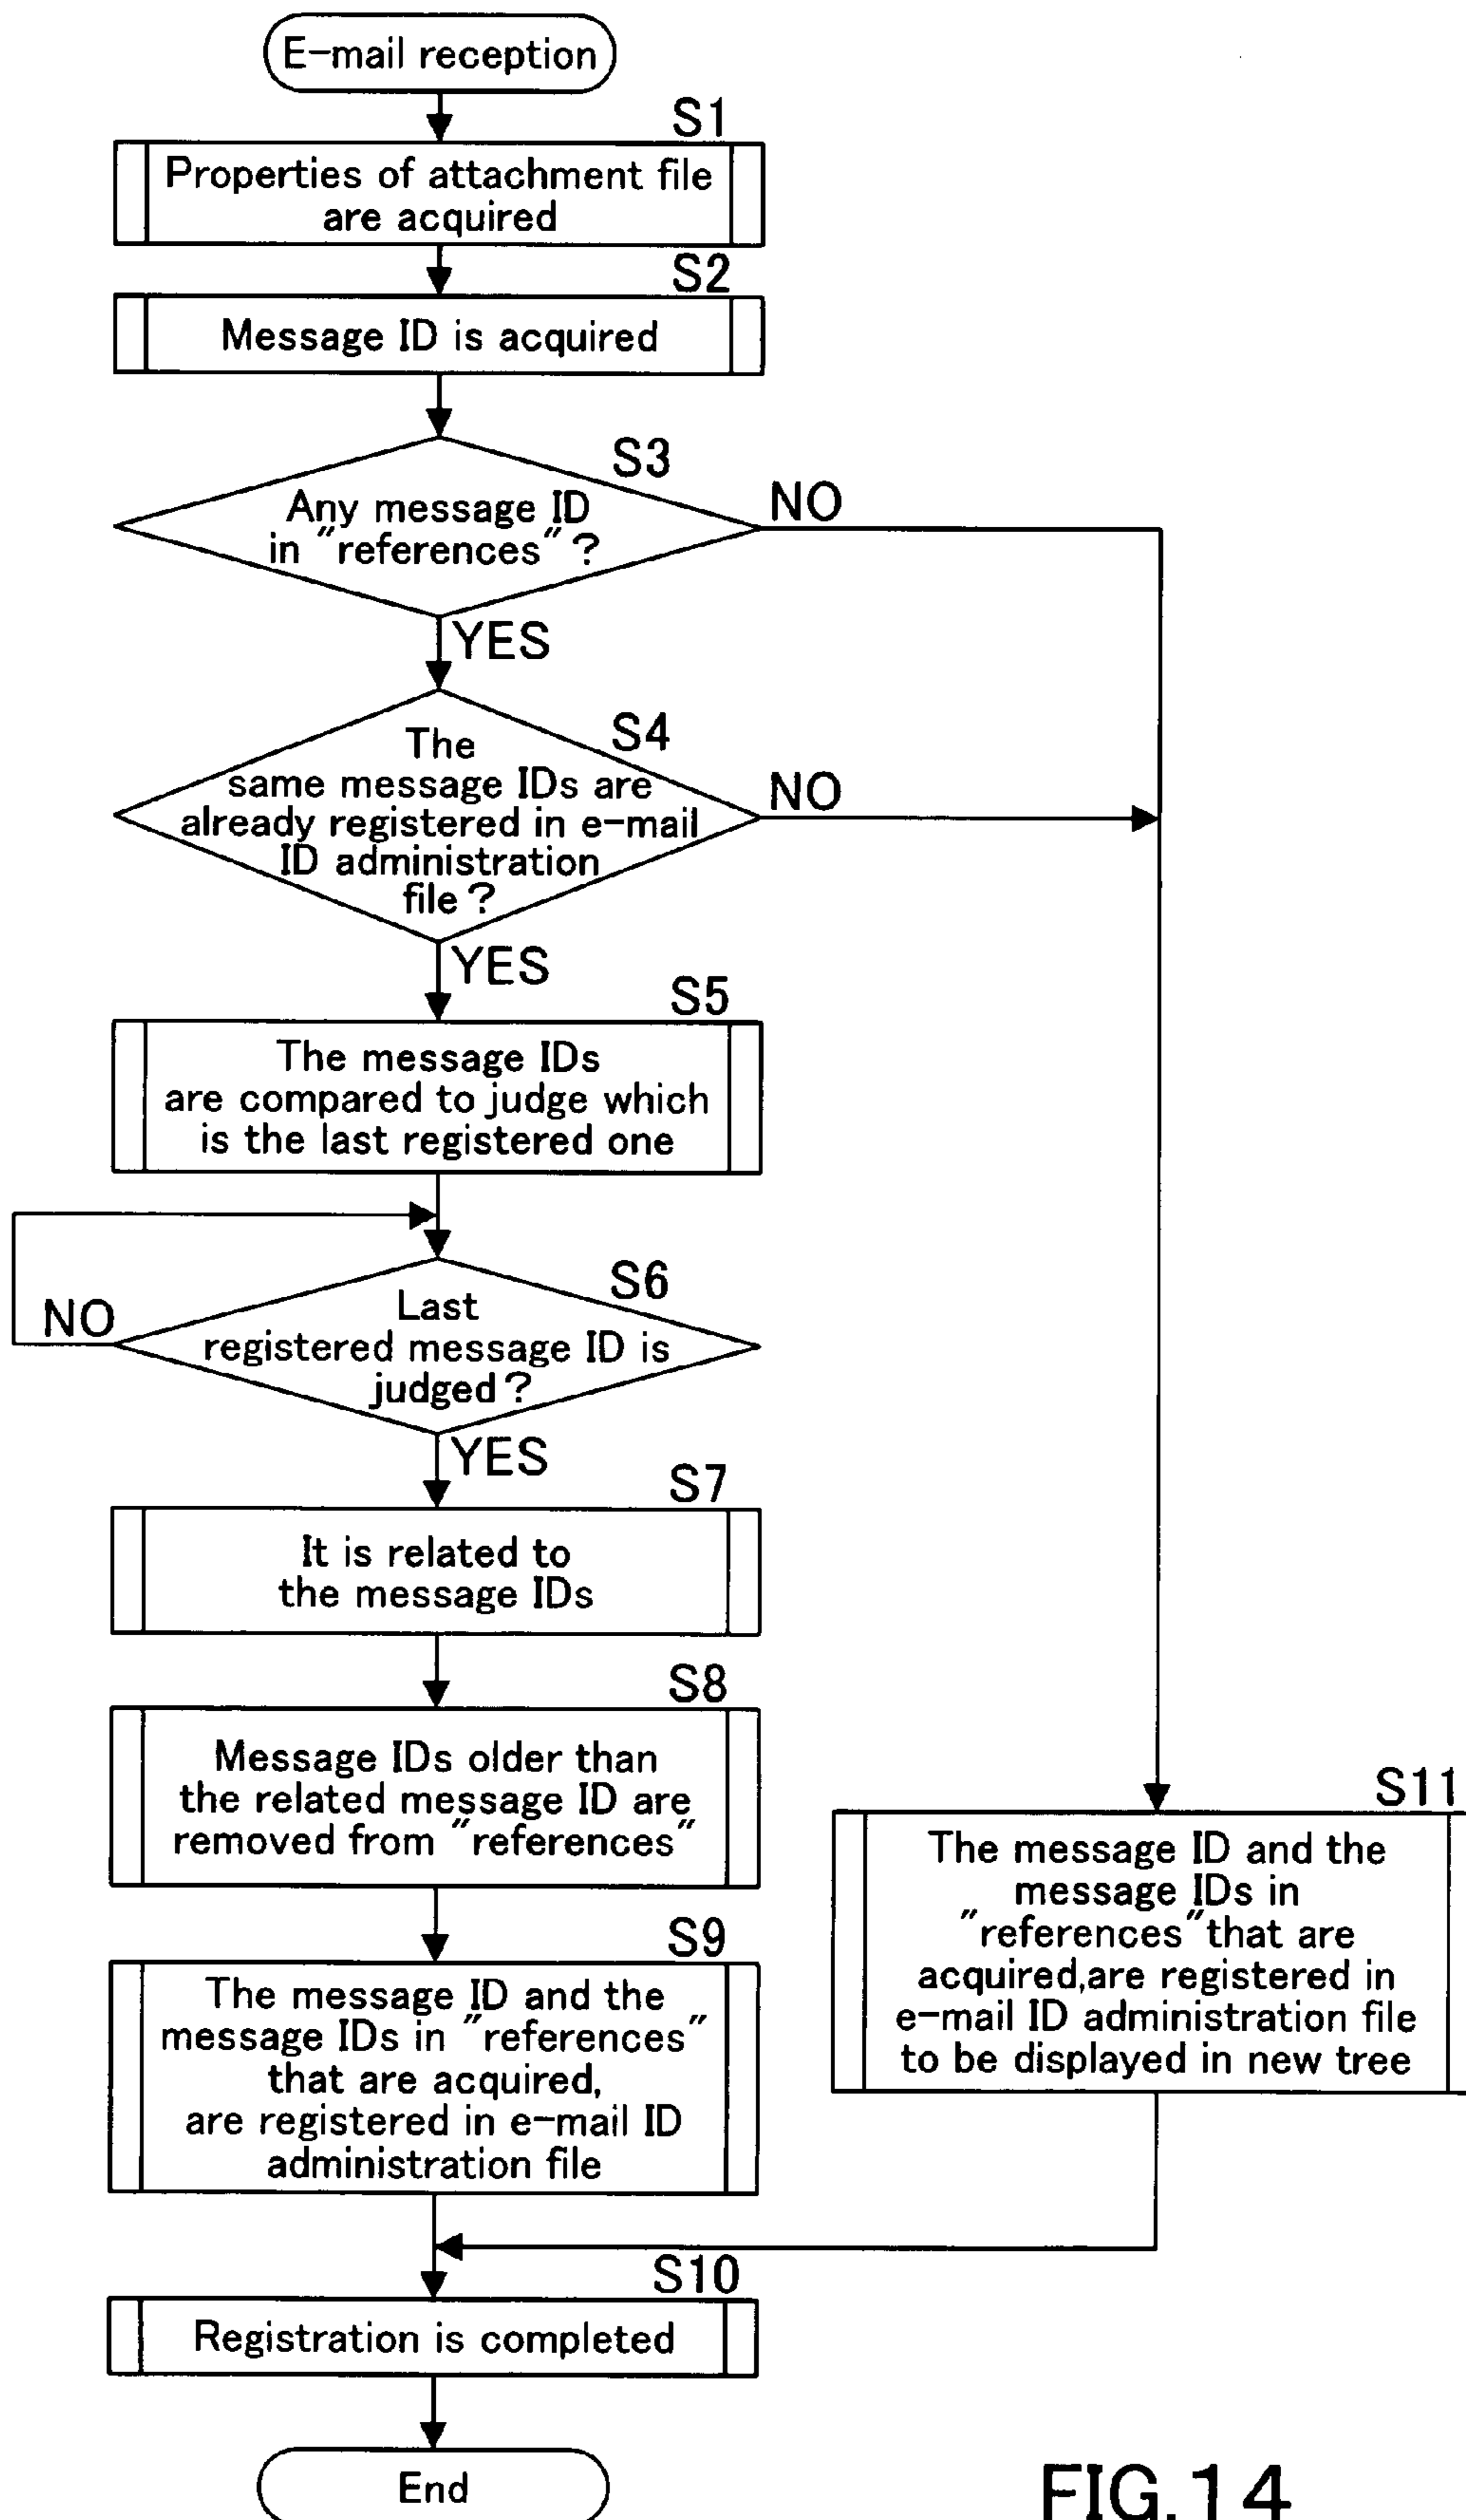 E-mail reception
S1
Properties of attachment file
are acquired
S2
Message ID is acquired
S3
Any message ID
in "references"?
NO
YES
S4
The
same message IDs are
already registered in e-mail
ID administration
file?
NO
YES
S5
The message IDs
are compared to judge which
is the last registered one
S6
Last
registered message ID is
judged?
NO
YES
S7
It is related to
the message IDs
S8
Message IDs older than
the related message ID are
removed from "references"
S9
The message ID and the
message IDs in "references"
that are acquired,
are registered in e-mail ID
administration file
S11
The message ID and the
message IDs in
"references"that are
acquired,are registered in
e-mail ID administration file
to be displayed in new tree
S10
Registration is completed
End
FIG.14